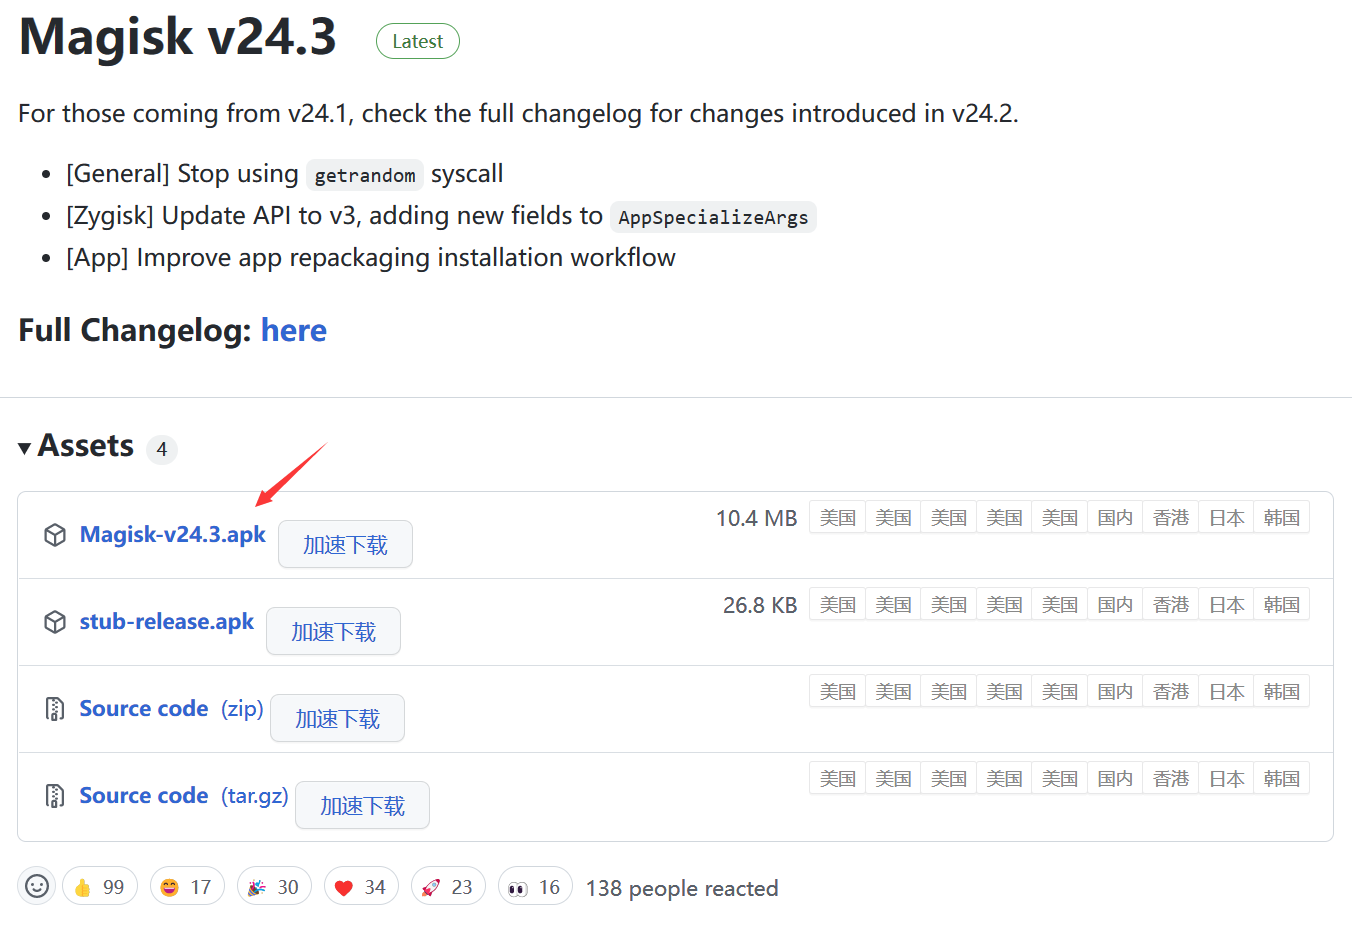 Magisk v24.3 Latest
For those coming from v24.1, check the full changelog for changes introduced in v24.2.
[General] Stop using getrandom syscall
[Zygisk] Update API to v3, adding new fields to AppSpecializeArgs
[App] Improve app repackaging installation workflow
Full Changelog: here
Assets 4
Magisk-v24.3.apk 加速下载 10.4 MB 美国 美国 美国 美国 美国 国内 香港 日本 韩国
stub-release.apk 加速下载 26.8 KB 美国 美国 美国 美国 美国 国内 香港 日本 韩国
Source code (zip) 加速下载 美国 美国 美国 美国 美国 国内 香港 日本 韩国
Source code (tar.gz) 加速下载 美国 美国 美国 美国 美国 国内 香港 日本 韩国
99 17 30 34 23 16 138 people reacted